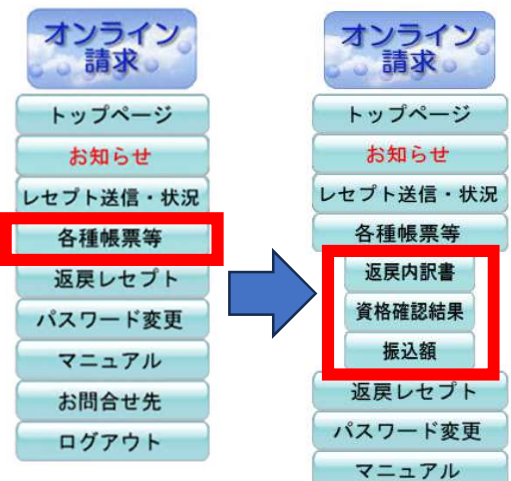 オンライン
請求
トップページ
お知らせ
レセプト送信・状況
各種帳票等
返戻レセプト
パスワード変更
マニュアル
お問合せ先
ログアウト
オンライン
請求
トップページ
お知らせ
レセプト送信・状況
各種帳票等
返戻内訳書
資格確認結果
振込額
返戻レセプト
パスワード変更
マニュアル